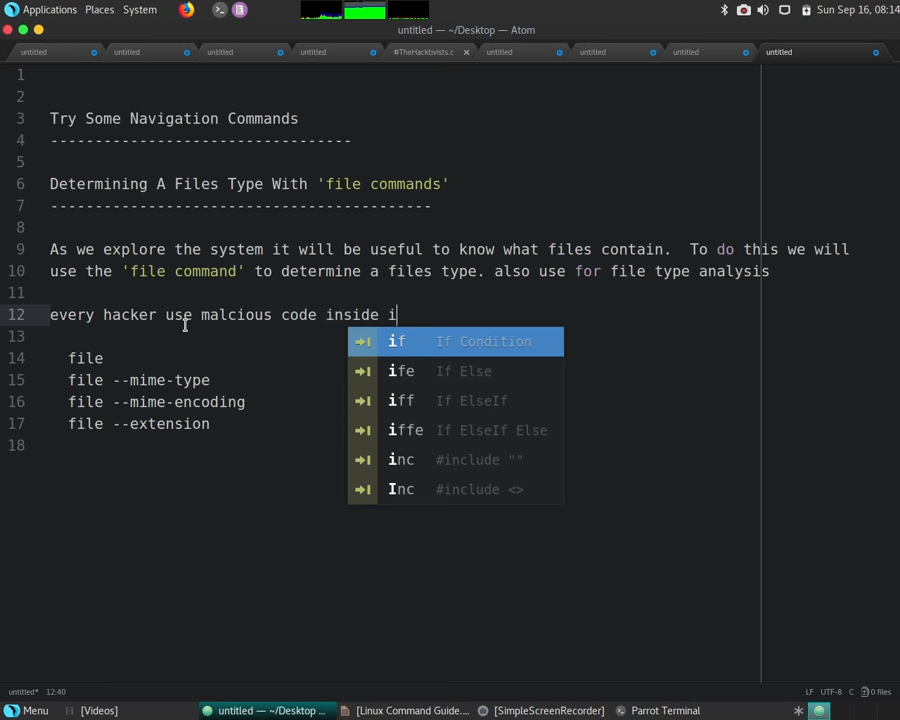 Applications Places System Sun Sep 16, 08:14
untitled — ~/Desktop — Atom
untitled untitled untitled untitled #TheHacktivists.c untitled untitled untitled untitled
1
2
3 Try Some Navigation Commands
4 ----------------------------------
5
6 Determining A Files Type With 'file commands'
7 -------------------------------------------
8
9 As we explore the system it will be useful to know what files contain.  To do this we will
10 use the 'file command' to determine a files type. also use for file type analysis
11
12 every hacker use malcious code inside i
if If Condition
13
ife If Else
14 file
15 file --mime-type
iff If ElseIf
16 file --mime-encoding
17 file --extension
iffe If ElseIf Else
18
inc #include ""
Inc #include <>
untitled* 12:40 LF UTF-8 C 0 files
Menu [Videos] untitled — ~/Desktop ... [Linux Command Guide.... [SimpleScreenRecorder] Parrot Terminal